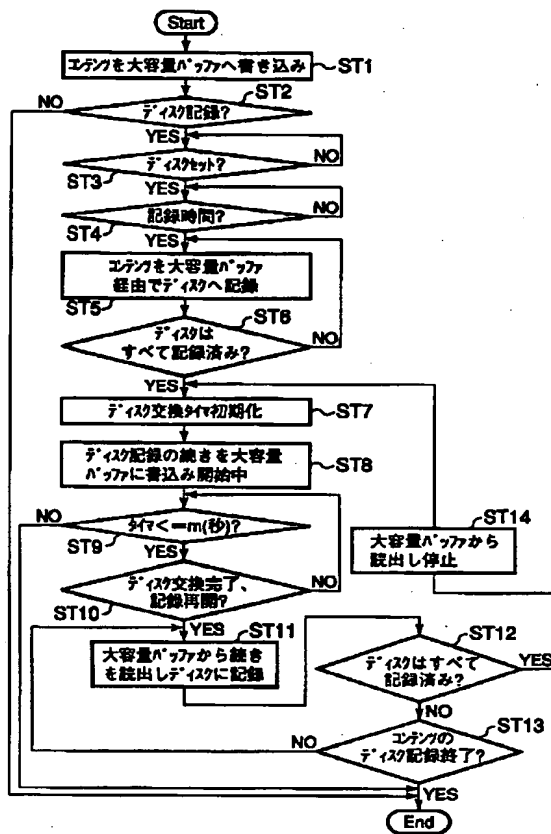 Start
コンテンツを大容量バッファへ書き込み
ST1
ST2
NO
ディスク記録?
YES
ディスクセット?
NO
ST3
YES
記録時間?
NO
ST4
YES
コンテンツを大容量バッファ
経由でディスクへ記録
ST5
ST6
ディスクは
すべて記録済み?
NO
YES
ディスク交換タイマ初期化
ST7
ディスク記録の続きを大容量
バッファに書込み開始中
ST8
NO
タイマ<=m(秒)?
ST9
YES
ディスク交換完了、
記録再開?
NO
ST10
YES
ST11
大容量バッファから続き
を読出しディスクに記録
ST14
大容量バッファから
読出し停止
ST12
ディスクはすべて
記録済み?
YES
NO
ST13
コンテンツの
ディスク記録終了?
NO
YES
End